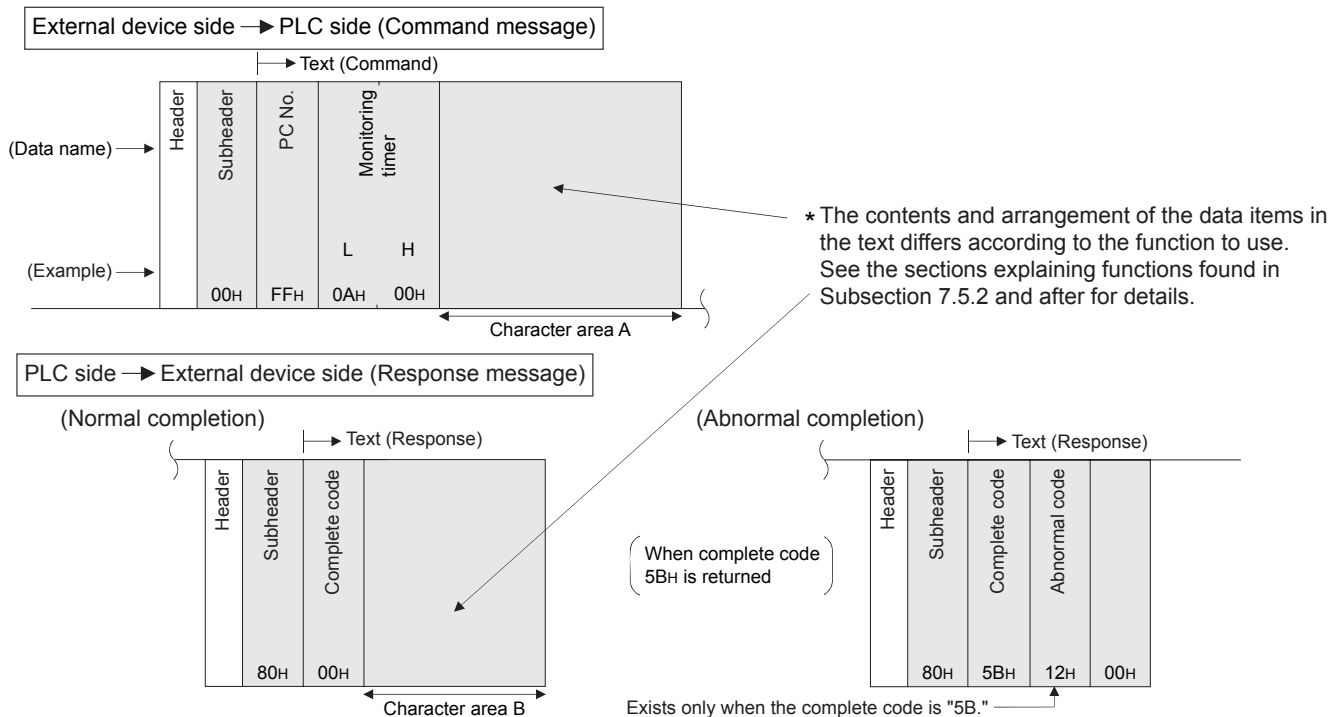 External device side → PLC side (Command message)
Text (Command)
(Data name)
Header
Subheader
PC No.
Monitoring
timer
L H
(Example)
00H FFH 0AH 00H
Character area A
* The contents and arrangement of the data items in
the text differs according to the function to use.
See the sections explaining functions found in
Subsection 7.5.2 and after for details.
PLC side → External device side (Response message)
(Normal completion)
Text (Response)
Header
Subheader
Complete code
80H 00H
Character area B
(Abnormal completion)
Text (Response)
When complete code
5BH is returned
Header
Subheader
Complete code
Abnormal code
80H 5BH 12H 00H
Exists only when the complete code is "5B."